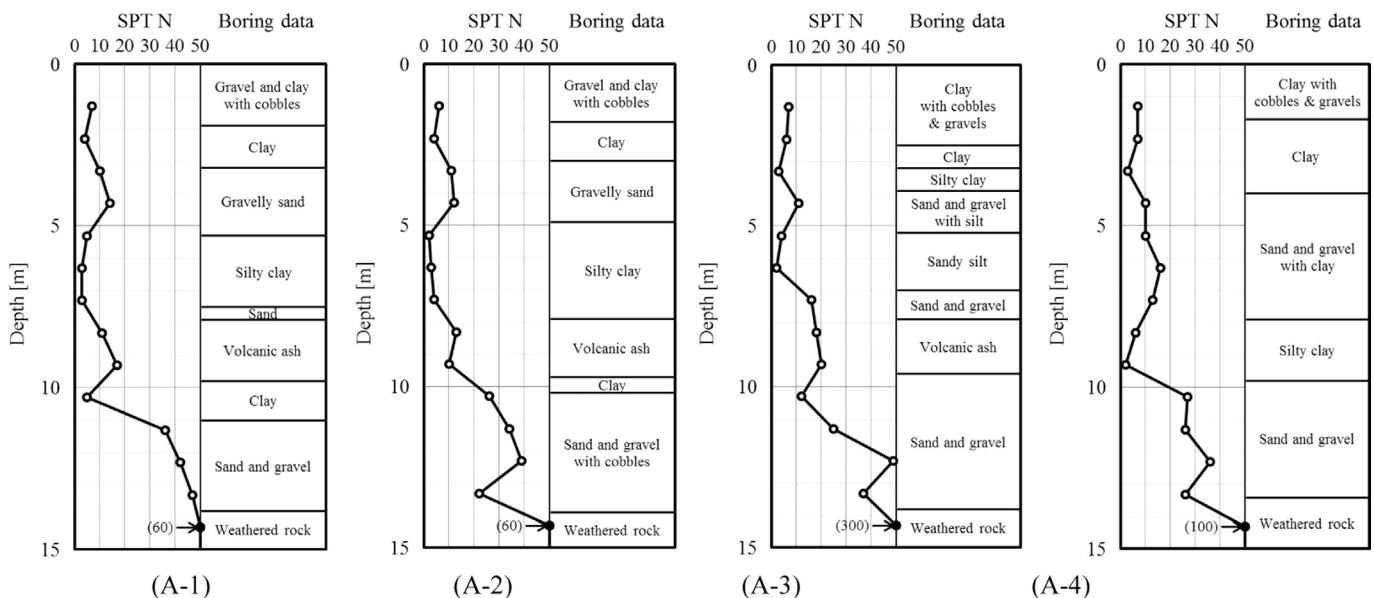 SPT N Boring data
0 10 20 30 40 50
0
5
10
15
Depth [m]
Gravel and clay
with cobbles
Clay
Gravelly sand
Silty clay
Sand
Volcanic ash
Clay
Sand and gravel
Weathered rock
(60)
(A-1)
SPT N Boring data
0 10 20 30 40 50
0
5
10
15
Depth [m]
Gravel and clay
with cobbles
Clay
Gravelly sand
Silty clay
Volcanic ash
Clay
Sand and gravel
with cobbles
Weathered rock
(60)
(A-2)
SPT N Boring data
0 10 20 30 40 50
0
5
10
15
Depth [m]
Clay
with cobbles
& gravels
Clay
Silty clay
Sand and gravel
with silt
Sandy silt
Sand and gravel
Volcanic ash
Sand and gravel
Weathered rock
(300)
(A-3)
SPT N Boring data
0 10 20 30 40 50
0
5
10
15
Depth [m]
Clay with
cobbles & gravels
Clay
Sand and gravel
with clay
Silty clay
Sand and gravel
Weathered rock
(100)
(A-4)